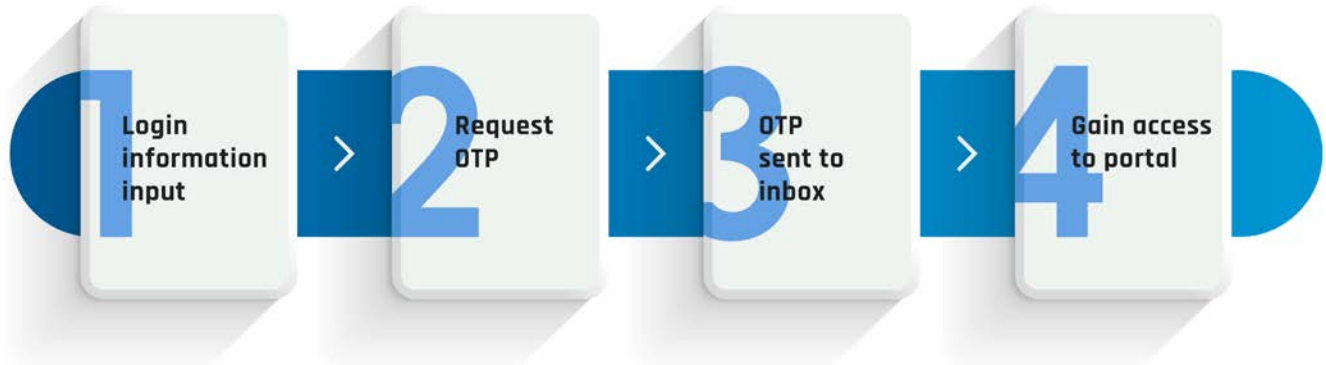 1
Login
information
input
2
Request
OTP
3
OTP
sent to
inbox
4
Gain access
to portal